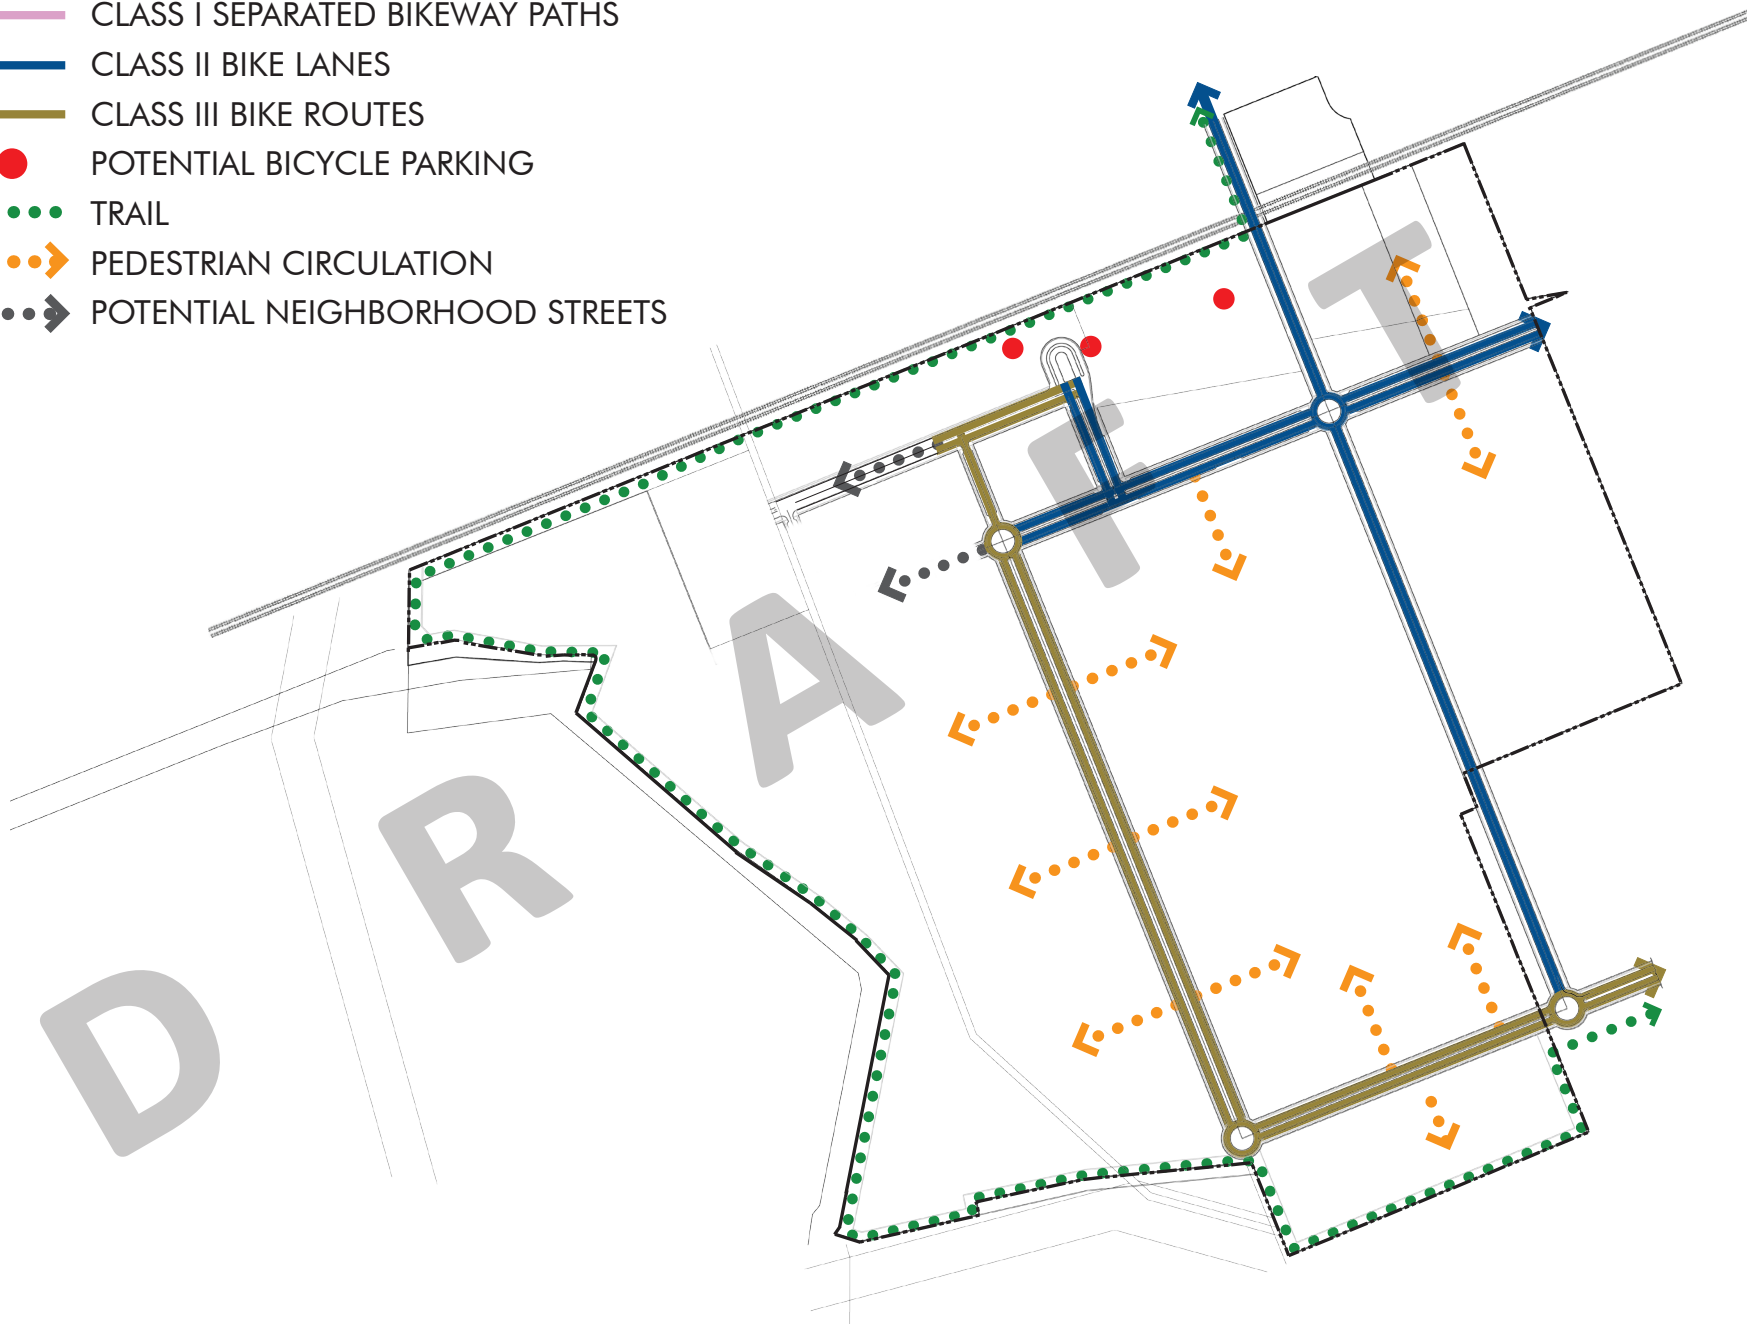 CLASS I SEPARATED BIKEWAY PATHS
CLASS II BIKE LANES
CLASS III BIKE ROUTES
POTENTIAL BICYCLE PARKING
TRAIL
PEDESTRIAN CIRCULATION
POTENTIAL NEIGHBORHOOD STREETS
DRAFT